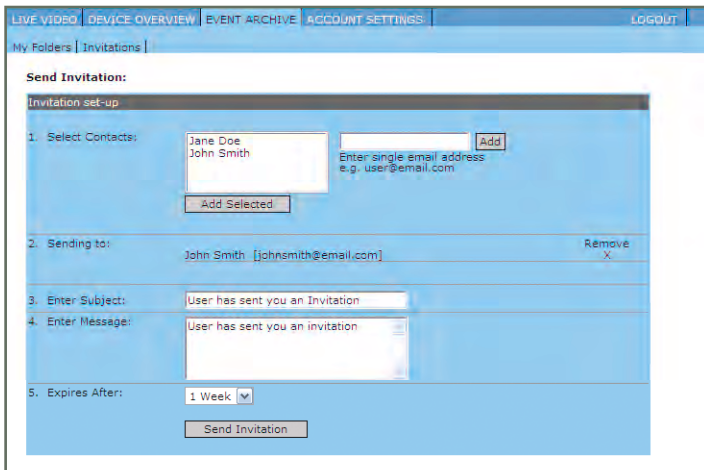 LIVE VIDEO DEVICE OVERVIEW EVENT ARCHIVE ACCOUNT SETTINGS LOGOUT
My Folders Invitations
Send Invitation:
Invitation set-up
1. Select Contacts:
Jane Doe
John Smith
Add
Enter single email address
e.g. user@email.com
Add Selected
2. Sending to:
Remove
John Smith [johnsmith@email.com] X
3. Enter Subject: User has sent you an Invitation
4. Enter Message: User has sent you an invitation
5. Expires After: 1 Week
Send Invitation